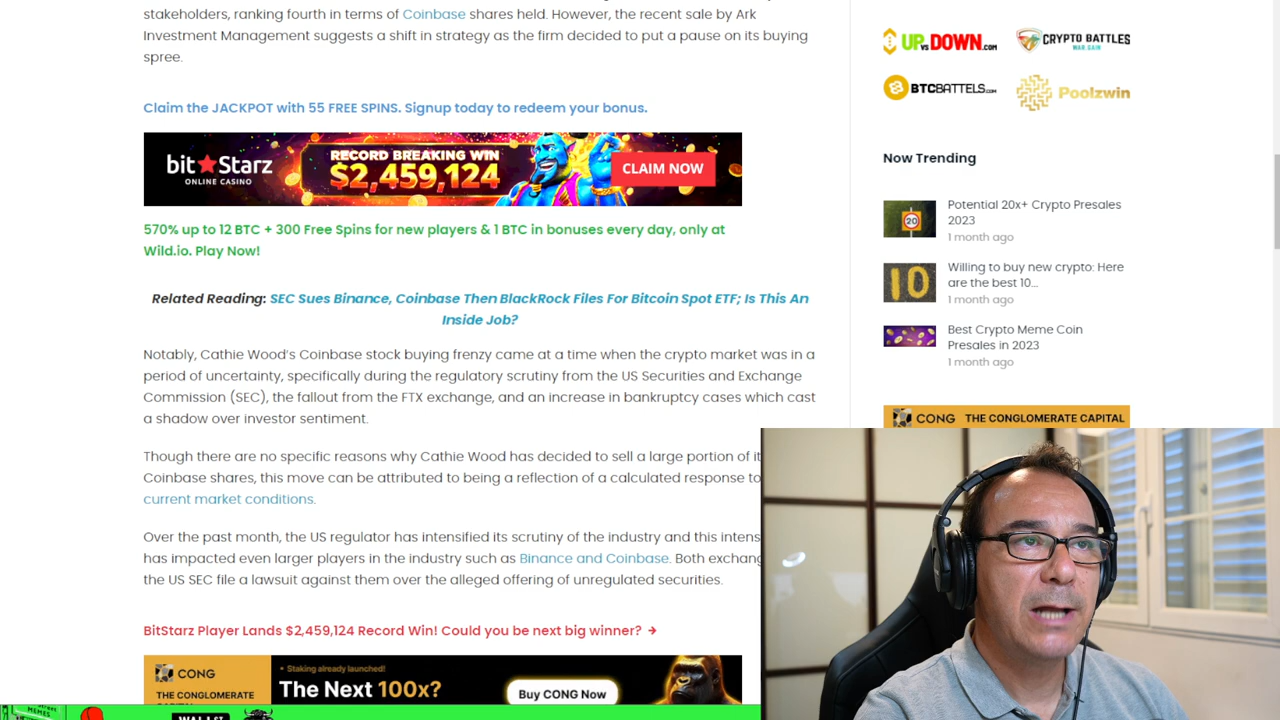 stakeholders, ranking fourth in terms of Coinbase shares held. However, the recent sale by Ark
Investment Management suggests a shift in strategy as the firm decided to put a pause on its buying
spree.
Claim the JACKPOT with 55 FREE SPINS. Signup today to redeem your bonus.
bitStarz
ONLINE CASINO
RECORD BREAKING WIN
$2,459,124
CLAIM NOW
570% up to 12 BTC + 300 Free Spins for new players & 1 BTC in bonuses every day, only at
Wild.io. Play Now!
Related Reading: SEC Sues Binance, Coinbase Then BlackRock Files For Bitcoin Spot ETF; Is This An
Inside Job?
Notably, Cathie Wood's Coinbase stock buying frenzy came at a time when the crypto market was in a
period of uncertainty, specifically during the regulatory scrutiny from the US Securities and Exchange
Commission (SEC), the fallout from the FTX exchange, and an increase in bankruptcy cases which cast
a shadow over investor sentiment.
Though there are no specific reasons why Cathie Wood has decided to sell a large portion of
Coinbase shares, this move can be attributed to being a reflection of a calculated response to
current market conditions.
Over the past month, the US regulator has intensified its scrutiny of the industry and this
has impacted even larger players in the industry such as Binance and Coinbase. Both
the US SEC file a lawsuit against them over the alleged offering of unregulated securities.
BitStarz Player Lands $2,459,124 Record Win! Could you be next big winner? →
CONG
THE CONGLOMERATE
CAPITAL
• Staking already launched!
The Next 100x?
Buy CONG Now
MEMES
WALL ST
UPvsDOWN.COM
CRYPTO BATTLES
WAR GAIN
BTCBATTELS.COM
Poolzwin
Now Trending
20
Potential 20x+ Crypto Presales
2023
1 month ago
10
Willing to buy new crypto: Here
are the best 10...
1 month ago
Best Crypto Meme Coin
Presales in 2023
1 month ago
CONG THE CONGLOMERATE CAPITAL